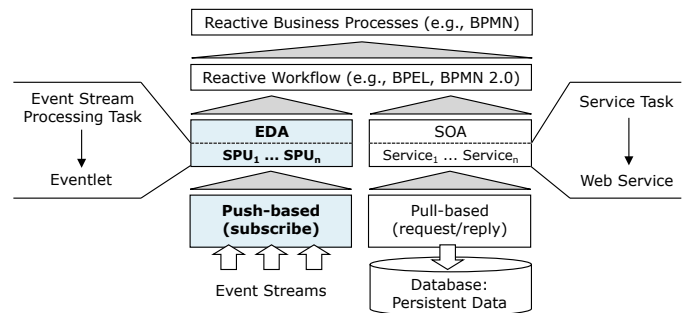 Reactive Business Processes (e.g., BPMN)
Reactive Workflow (e.g., BPEL, BPMN 2.0)
Event Stream
Processing Task
Eventlet
EDA
SPU₁ ... SPUₙ
SOA
Service₁ ... Serviceₙ
Service Task
Web Service
Push-based
(subscribe)
Pull-based
(request/reply)
Event Streams
Database:
Persistent Data